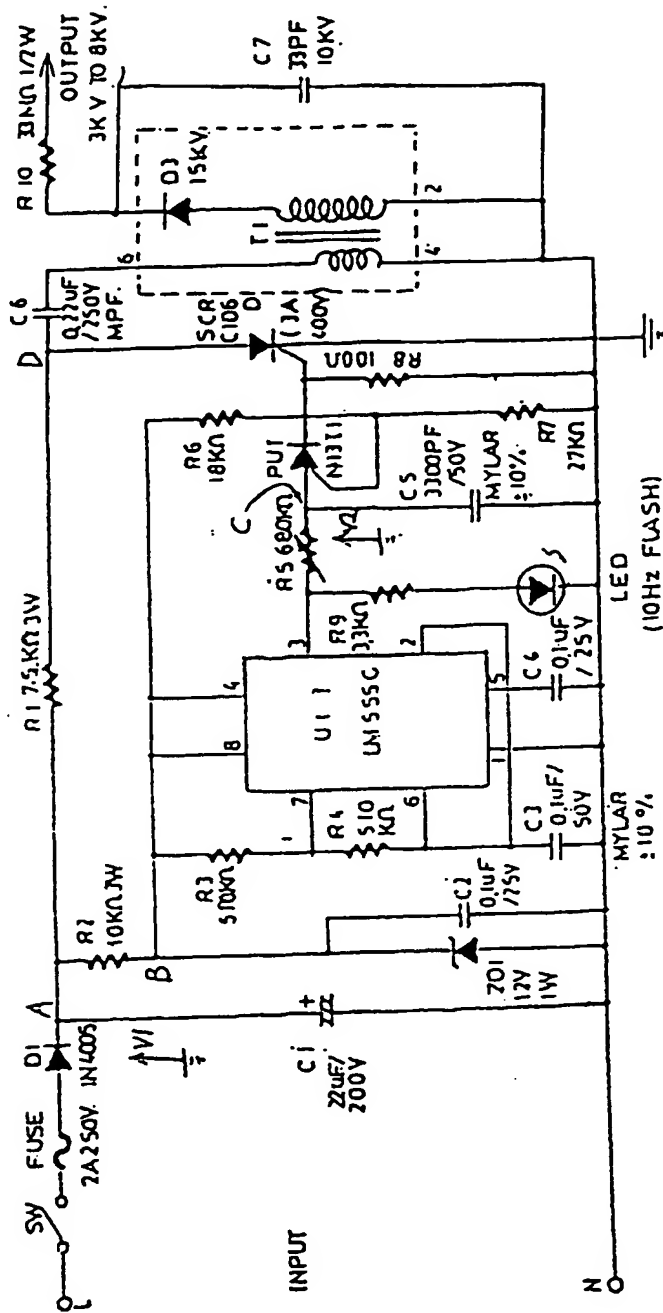 INPUT
L
N
SW
FUSE
2A250V.
D1
1N4005
A
V1
C1
22uF/
200V
+
R2
10KΩ 3W
B
ZD1
12V
1W
C2
0.1uF
/25V
R3
510KΩ
R4
510
KΩ
C3
0.1uF/
50V
MYLAR
±10%
U1
LM555C
1
7
8
4
6
3
2
5
1
C4
0.1uF
/25V
R9
3.3KΩ
LED
(10Hz FLASH)
R1 7.5KΩ 3W
R5 680KΩ
V2
C
PUT
N13T1
R6
18KΩ
C5
3300PF
/50V
MYLAR
±10%
R7
27KΩ
R8 100Ω
D
SCR
C106
D
(3A
400V
C6
0.22uF
/250V
MPF.
6
4
2
T1
D3
15KV.
C7
33PF
10KV
R10 33MΩ 1/2W
OUTPUT
3KV TO 8KV.